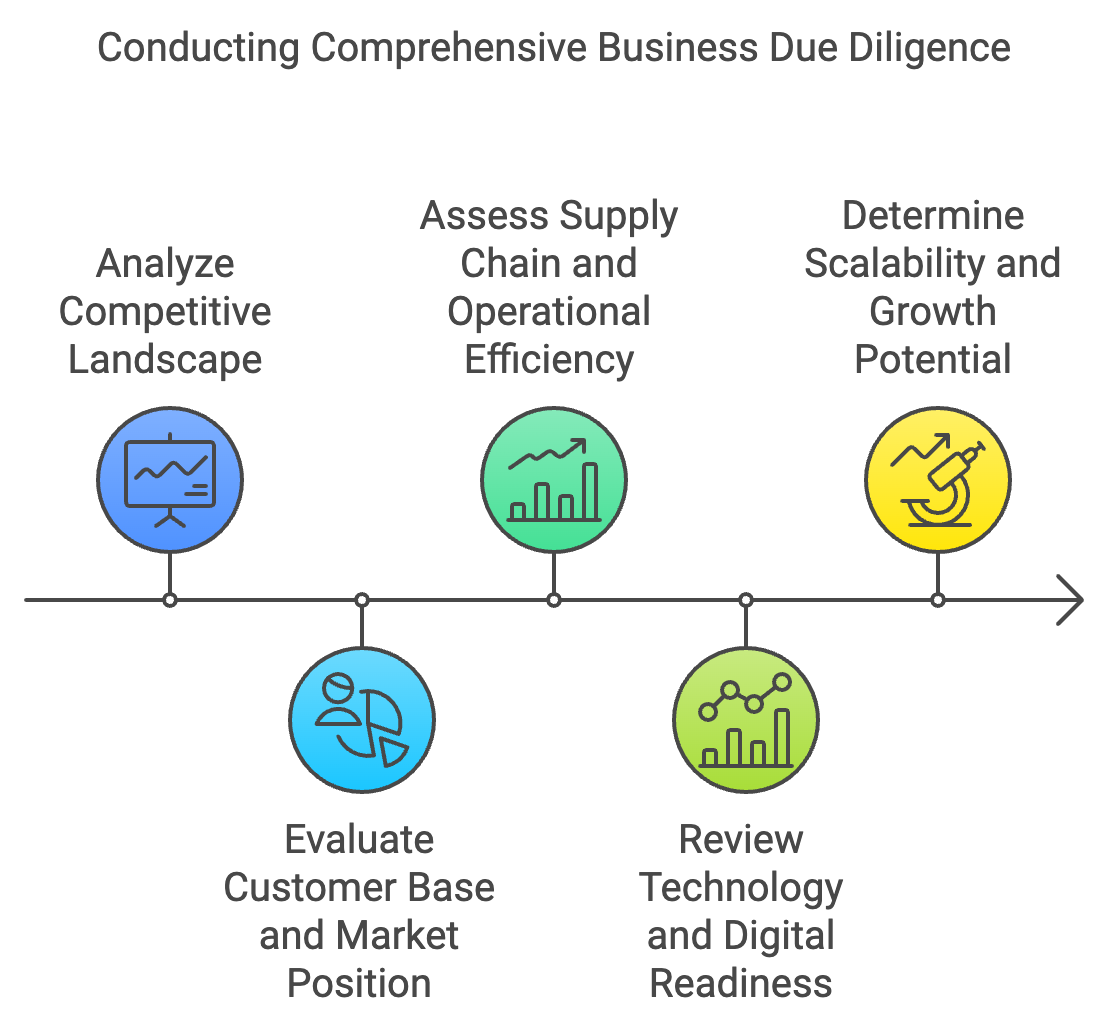 Conducting Comprehensive Business Due Diligence
Analyze
Competitive
Landscape
Evaluate
Customer Base
and Market
Position
Assess Supply
Chain and
Operational
Efficiency
Review
Technology
and Digital
Readiness
Determine
Scalability and
Growth
Potential